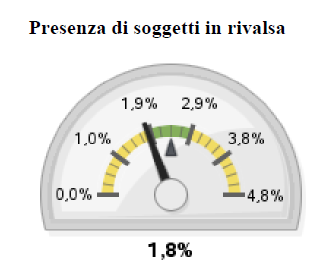 Presenza di soggetti in rivalsa
1,9% 2,9%
1,0% 3,8%
0,0% 4,8%
1,8%